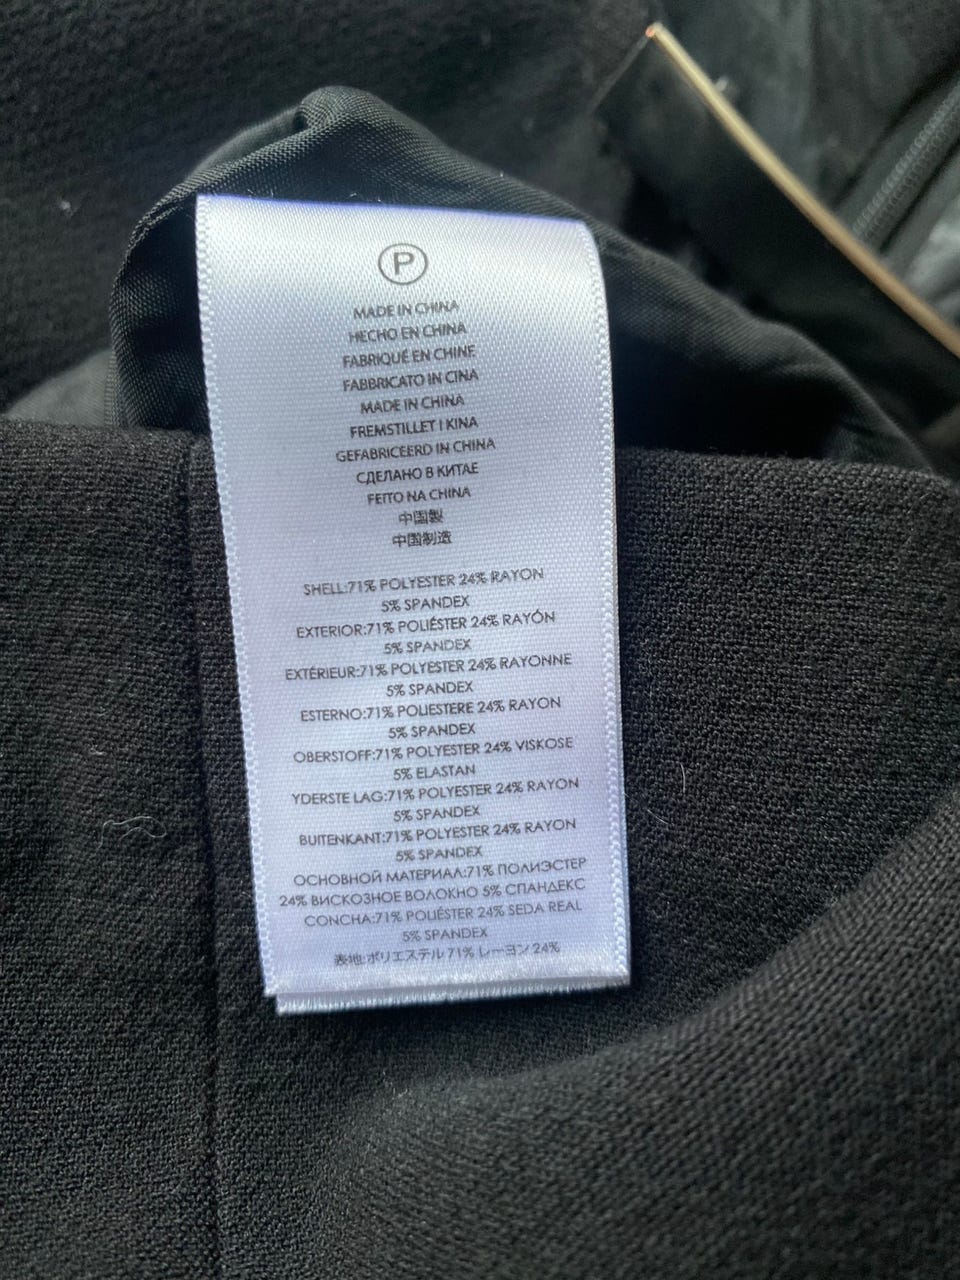 P
MADE IN CHINA
HECHO EN CHINA
FABRIQUÉ EN CHINE
FABBRICATO IN CINA
MADE IN CHINA
FREMSTILLET I KINA
GEFABRICEERD IN CHINA
СДЕЛАНО В КИТАЕ
FEITO NA CHINA
中国製
中国制造
SHELL:71% POLYESTER 24% RAYON
5% SPANDEX
EXTERIOR:71% POLIÉSTER 24% RAYÓN
5% SPANDEX
EXTÉRIEUR:71% POLYESTER 24% RAYONNE
5% SPANDEX
ESTERNO:71% POLIESTERE 24% RAYON
5% SPANDEX
OBERSTOFF:71% POLYESTER 24% VISKOSE
5% ELASTAN
YDERSTE LAG:71% POLYESTER 24% RAYON
5% SPANDEX
BUITENKANT:71% POLYESTER 24% RAYON
5% SPANDEX
ОСНОВНОЙ МАТЕРИАЛ:71% ПОЛИЭСТЕР
24% ВИСКОЗНОЕ ВОЛОКНО 5% СПАНДЕКС
CONCHA:71% POLIÉSTER 24% SEDA REAL
5% SPANDEX
表地:ポリエステル 71% レーヨン 24%